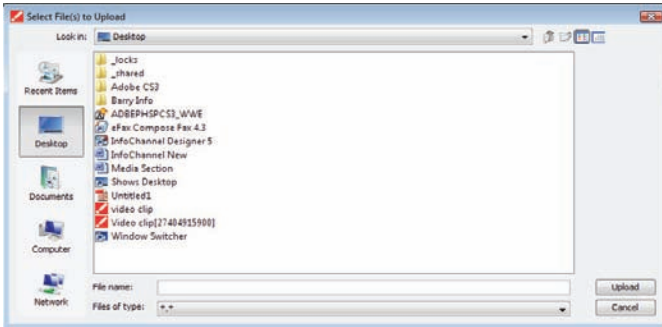 Select File(s) to Upload
Look in: Desktop
Recent Items
Desktop
Documents
Computer
Network
_locks
_shared
Adobe CS3
Barry Info
ADBEPHSPCS3_WWE
eFax Compose Fax 4.3
InfoChannel Designer 5
InfoChannel New
Media Section
Shows Desktop
Untitled1
video clip
Video clip[27404915900]
Window Switcher
File name:
Upload
Files of type: *.*
Cancel